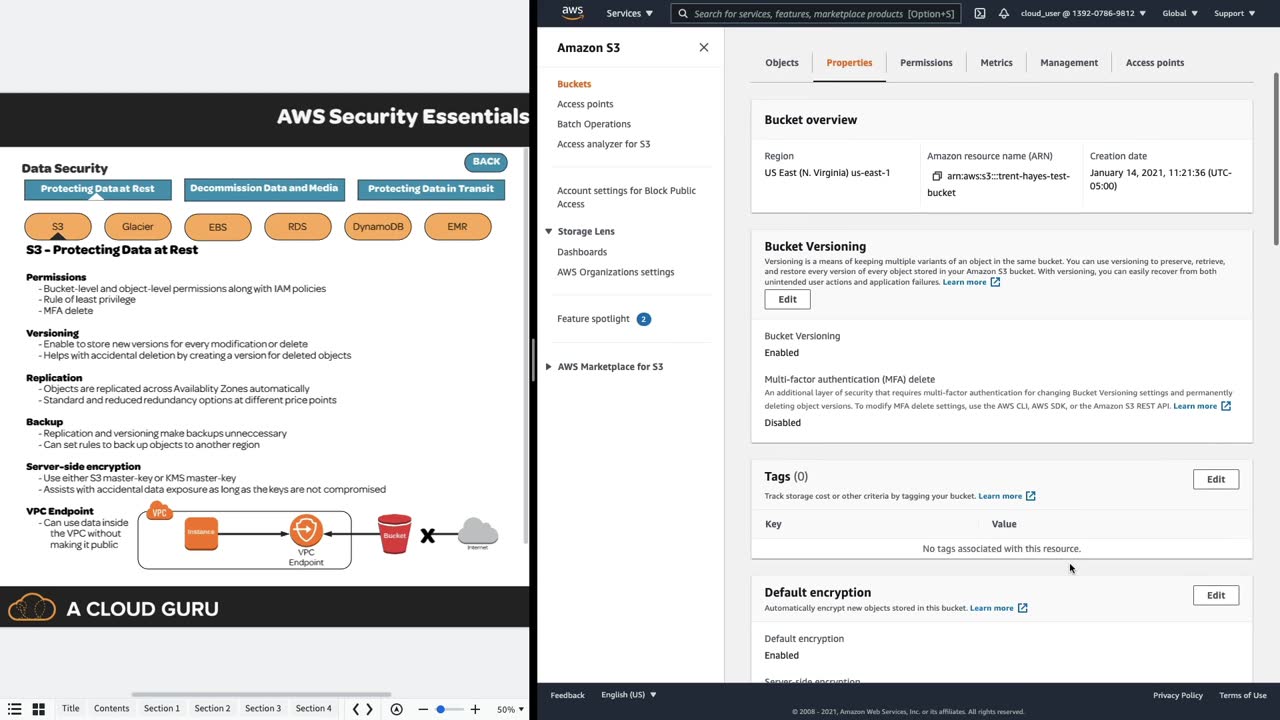 AWS Security Essentials
Data Security
BACK
Protecting Data at Rest
Decommission Data and Media
Protecting Data in Transit
S3
Glacier
EBS
RDS
DynamoDB
EMR
S3 - Protecting Data at Rest
Permissions
- Bucket-level and object-level permissions along with IAM policies
- Rule of least privilege
- MFA delete
Versioning
- Enable to store new versions for every modification or delete
- Helps with accidental deletion by creating a version for deleted objects
Replication
- Objects are replicated across Availablity Zones automatically
- Standard and reduced redundancy options at different price points
Backup
- Replication and versioning make backups unneccessary
- Can set rules to back up objects to another region
Server-side encryption
- Use either S3 master-key or KMS master-key
- Assists with accidental data exposure as long as the keys are not compromised
VPC Endpoint
- Can use data inside
the VPC without
making it public
VPC
Instance
VPC
Endpoint
Bucket
Internet
A CLOUD GURU
Title
Contents
Section 1
Section 2
Section 3
Section 4
50%
aws
Services
Search for services, features, marketplace products [Option+S]
cloud_user @ 1392-0786-9812
Global
Support
Amazon S3
Buckets
Access points
Batch Operations
Access analyzer for S3
Account settings for Block Public
Access
Storage Lens
Dashboards
AWS Organizations settings
Feature spotlight 2
AWS Marketplace for S3
Objects
Properties
Permissions
Metrics
Management
Access points
Bucket overview
Region
US East (N. Virginia) us-east-1
Amazon resource name (ARN)
arn:aws:s3:::trent-hayes-test-
bucket
Creation date
January 14, 2021, 11:21:36 (UTC-
05:00)
Bucket Versioning
Versioning is a means of keeping multiple variants of an object in the same bucket. You can use versioning to preserve, retrieve,
and restore every version of every object stored in your Amazon S3 bucket. With versioning, you can easily recover from both
unintended user actions and application failures. Learn more
Edit
Bucket Versioning
Enabled
Multi-factor authentication (MFA) delete
An additional layer of security that requires multi-factor authentication for changing Bucket Versioning settings and permanently
deleting object versions. To modify MFA delete settings, use the AWS CLI, AWS SDK, or the Amazon S3 REST API. Learn more
Disabled
Tags (0)
Edit
Track storage cost or other criteria by tagging your bucket. Learn more
Key
Value
No tags associated with this resource.
Default encryption
Edit
Automatically encrypt new objects stored in this bucket. Learn more
Default encryption
Enabled
Server-side encryption
Feedback
English (US)
Privacy Policy
Terms of Use
© 2008 - 2021, Amazon Web Services, Inc. or its affiliates. All rights reserved.